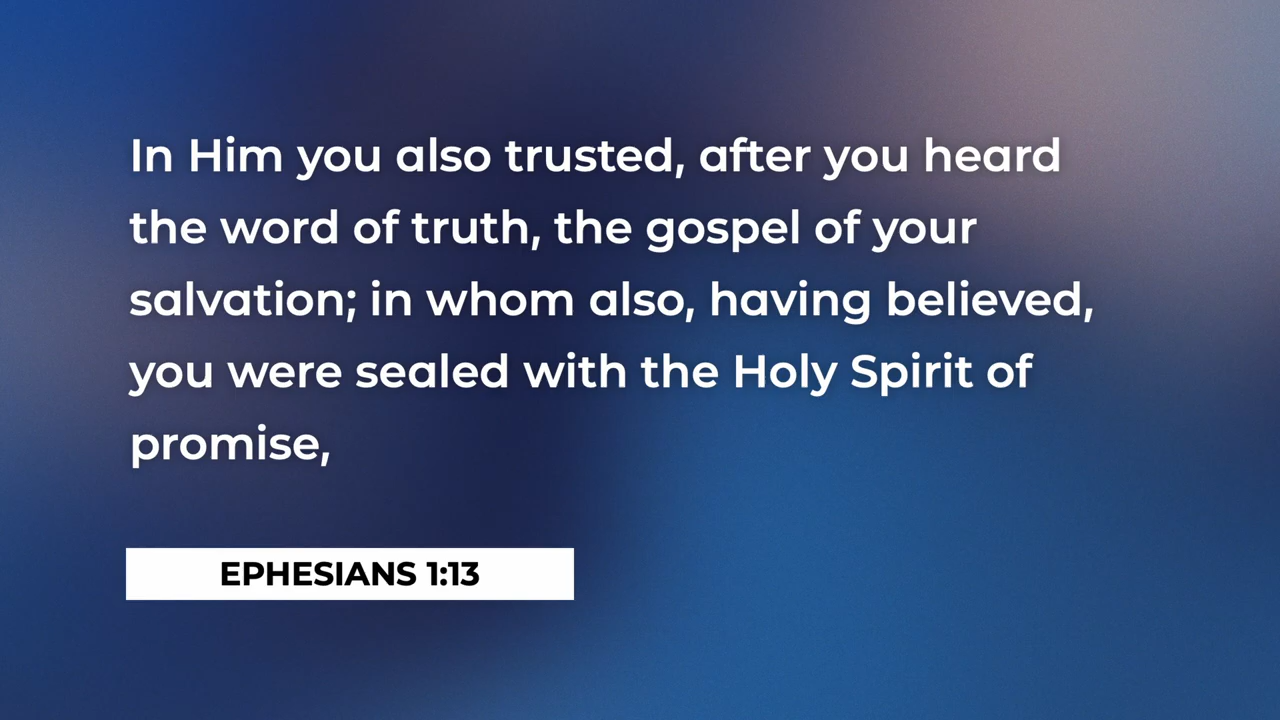 In Him you also trusted, after you heard
the word of truth, the gospel of your
salvation; in whom also, having believed,
you were sealed with the Holy Spirit of
promise,
EPHESIANS 1:13